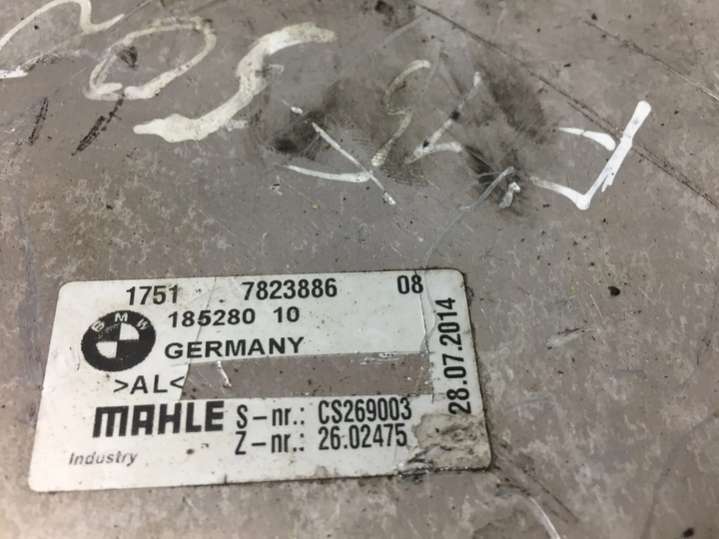 1751 7823886 08
BMW 185280 10
GERMANY
>AL<
MAHLE S-nr.: CS269003
Z-nr.: 26.02475
Industry
28.07.2014